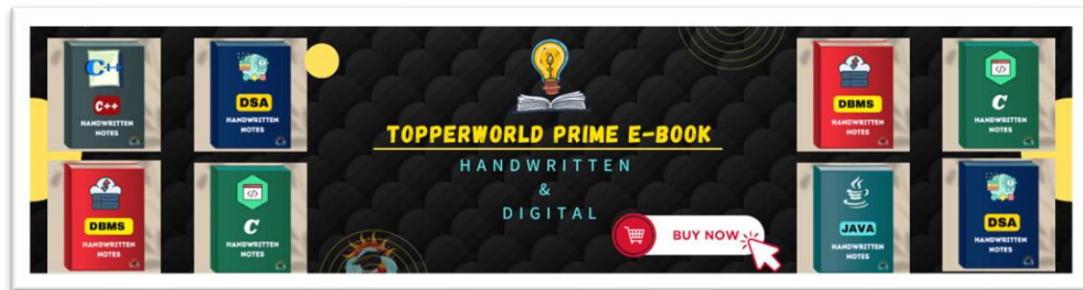 C++
C++
HANDWRITTEN
NOTES
DSA
HANDWRITTEN
NOTES
DBMS
HANDWRITTEN
NOTES
C
HANDWRITTEN
NOTES
TOPPERWORLD PRIME E-BOOK
HANDWRITTEN
&
DIGITAL
BUY NOW
DBMS
HANDWRITTEN
NOTES
C
HANDWRITTEN
NOTES
JAVA
HANDWRITTEN
NOTES
DSA
HANDWRITTEN
NOTES